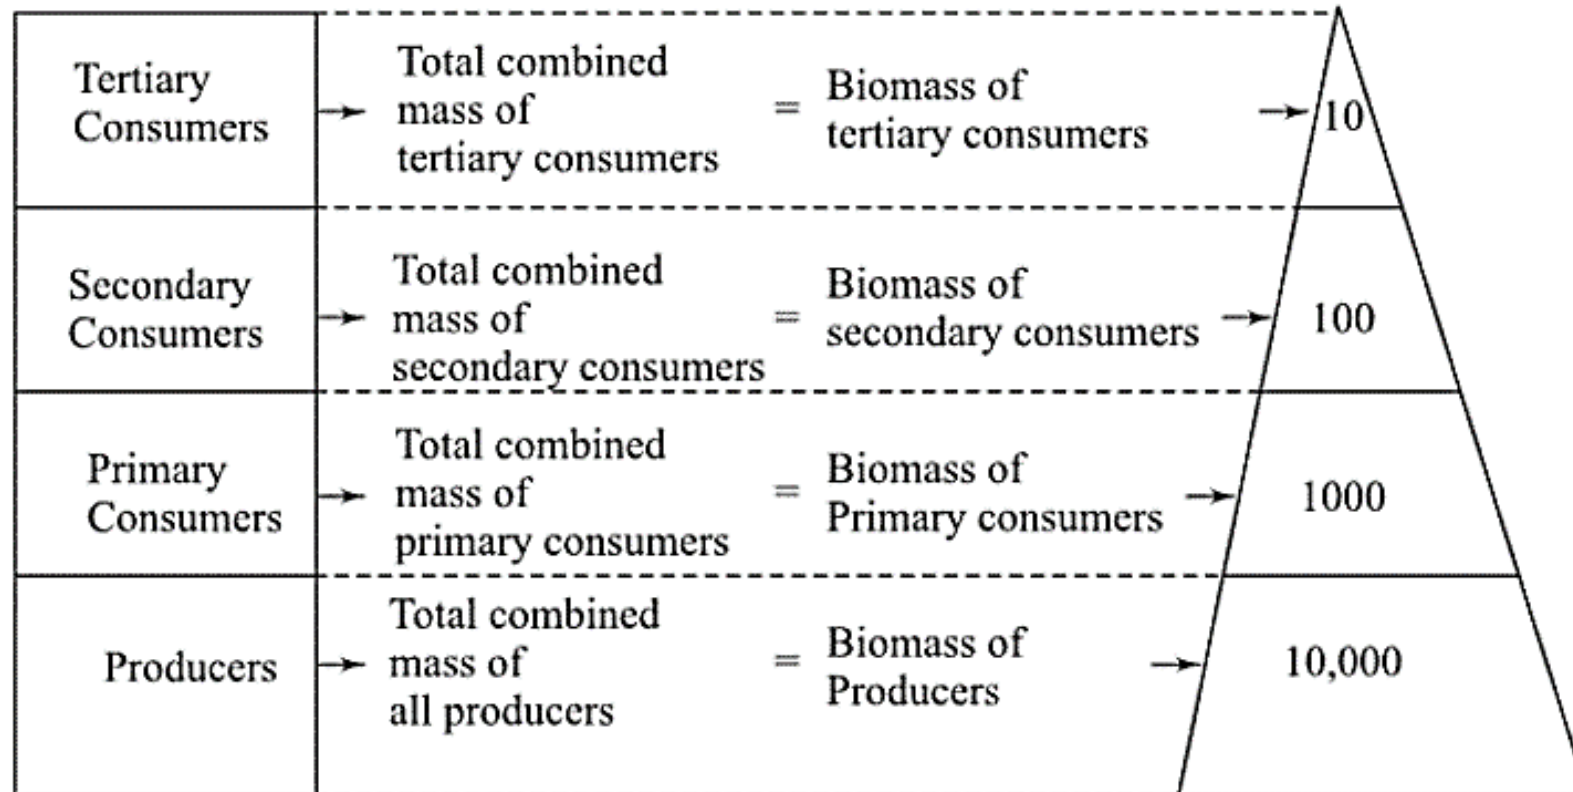 Tertiary
Consumers
Total combined
mass of
tertiary consumers
=
Biomass of
tertiary consumers
10
Secondary
Consumers
Total combined
mass of
secondary consumers
=
Biomass of
secondary consumers
100
Primary
Consumers
Total combined
mass of
primary consumers
=
Biomass of
Primary consumers
1000
Producers
Total combined
mass of
all producers
=
Biomass of
Producers
10,000